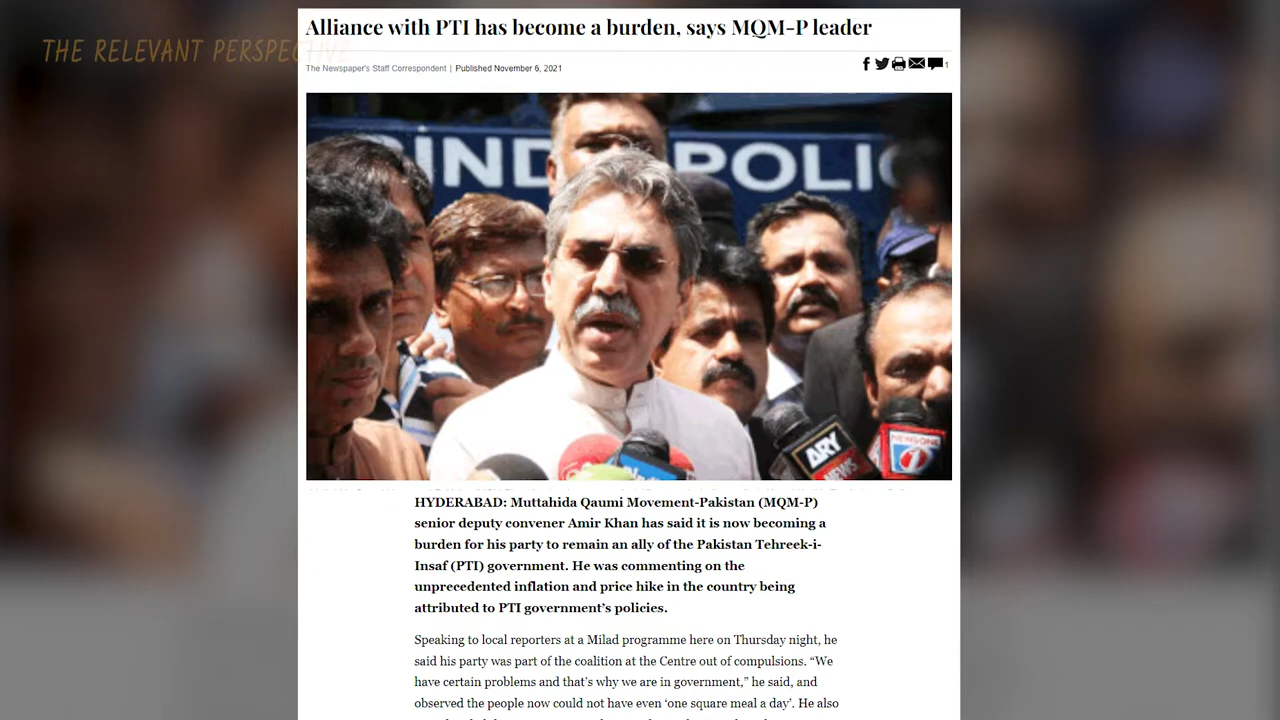 Alliance with PTI has become a burden, says MQM-P leader
THE RELEVANT PERSPECTIVE
The Newspaper's Staff Correspondent | Published November 6, 2021
1
POLIC
ARY
NEWS
NEWSONE
1
HYDERABAD: Muttahida Qaumi Movement-Pakistan (MQM-P)
senior deputy convener Amir Khan has said it is now becoming a
burden for his party to remain an ally of the Pakistan Tehreek-i-
Insaf (PTI) government. He was commenting on the
unprecedented inflation and price hike in the country being
attributed to PTI government's policies.
Speaking to local reporters at a Milad programme here on Thursday night, he
said his party was part of the coalition at the Centre out of compulsions. “We
have certain problems and that's why we are in government,” he said, and
observed the people now could not have even ‘one square meal a day’. He also